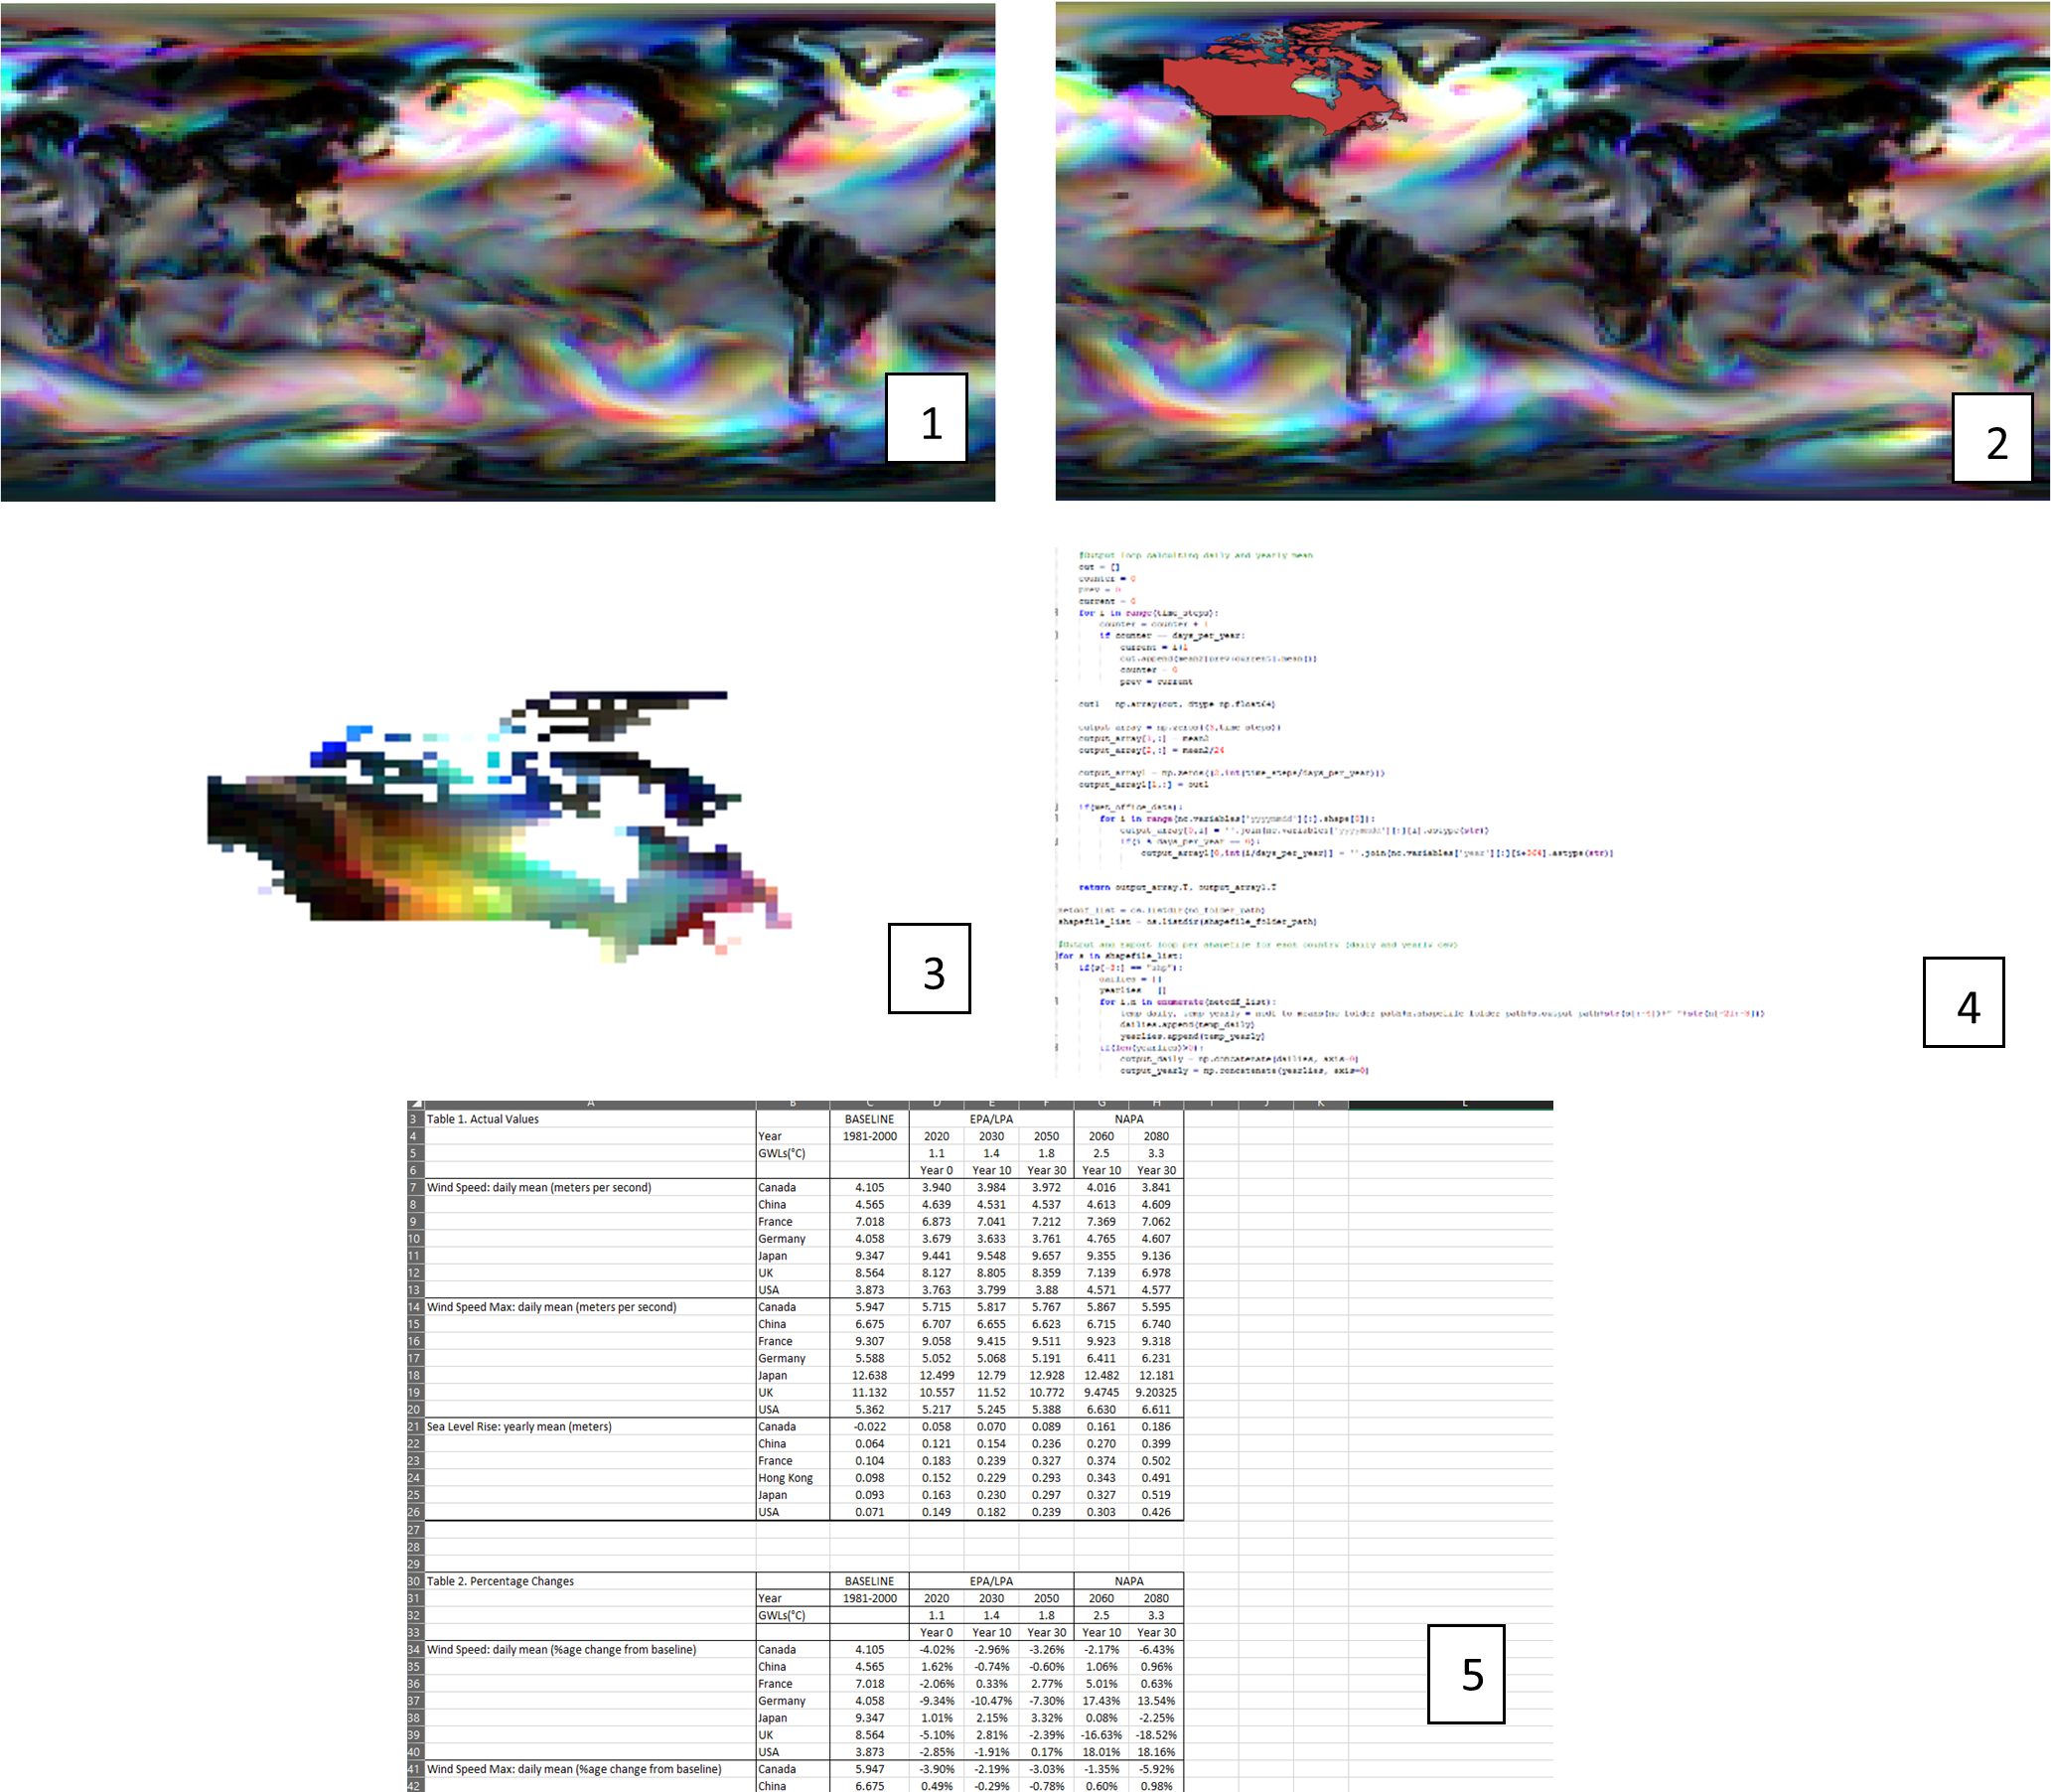 1
2
3
#Output loop calculting daily and yearly mean
out = []
counter = 0
prev = 0
current = 0
for i in range(time_steps):
counter = counter + 1
if counter == days_per_year:
current = i+1
out.append(mean2[prev:current].mean())
counter = 0
prev = current
out1 = np.array(out, dtype=np.float64)
output_array = np.zeros((3,time_steps))
output_array[1,:] = mean2
output_array[2,:] = mean2/24
output_array1 = np.zeros((2,int(time_steps/days_per_year)))
output_array1[1,:] = out1
if(met_office_data):
for i in range(nc.variables['yyyymmdd'][:].shape[0]):
output_array[0,i] = ''.join(nc.variables['yyyymmdd'][:][i].astype(str))
if(i % days_per_year == 0):
output_array1[0,int(i/days_per_year)] = ''.join(nc.variables['year'][:][i+304].astype(str))
return output_array.T, output_array1.T
netcdf_list = os.listdir(nc_folder_path)
shapefile_list = os.listdir(shapefile_folder_path)
#Output and export loop per shapefile for each country (daily and yearly csv)
for s in shapefile_list:
if(s[-3:] == "shp"):
dailies = []
yearlies = []
for i,n in enumerate(netcdf_list):
temp_daily, temp_yearly
dailies.append(temp_daily)
yearlies.append(temp_yearly)
if(len(yearlies)>0):
output_daily = np.concatenate(dailies, axis=0)
output_yearly = np.concatenate(yearlies, axis=0)
4
A B C D E F G H I J K L
3 Table 1. Actual Values BASELINE EPA/LPA NAPA
4 Year 1981-2000 2020 2030 2050 2060 2080
5 GWLs(°C) 1.1 1.4 1.8 2.5 3.3
6 Year 0 Year 10 Year 30 Year 10 Year 30
7 Wind Speed: daily mean (meters per second) Canada 4.105 3.940 3.984 3.972 4.016 3.841
8 China 4.565 4.639 4.531 4.537 4.613 4.609
9 France 7.018 6.873 7.041 7.212 7.369 7.062
10 Germany 4.058 3.679 3.633 3.761 4.765 4.607
11 Japan 9.347 9.441 9.548 9.657 9.355 9.136
12 UK 8.564 8.127 8.805 8.359 7.139 6.978
13 USA 3.873 3.763 3.799 3.88 4.571 4.577
14 Wind Speed Max: daily mean (meters per second) Canada 5.947 5.715 5.817 5.767 5.867 5.595
15 China 6.675 6.707 6.655 6.623 6.715 6.740
16 France 9.307 9.058 9.415 9.511 9.923 9.318
17 Germany 5.588 5.052 5.068 5.191 6.411 6.231
18 Japan 12.638 12.499 12.79 12.928 12.482 12.181
19 UK 11.132 10.557 11.52 10.772 9.4745 9.20325
20 USA 5.362 5.217 5.245 5.388 6.630 6.611
21 Sea Level Rise: yearly mean (meters) Canada -0.022 0.058 0.070 0.089 0.161 0.186
22 China 0.064 0.121 0.154 0.236 0.270 0.399
23 France 0.104 0.183 0.239 0.327 0.374 0.502
24 Hong Kong 0.098 0.152 0.229 0.293 0.343 0.491
25 Japan 0.093 0.163 0.230 0.297 0.327 0.519
26 USA 0.071 0.149 0.182 0.239 0.303 0.426
27
28
29
30 Table 2. Percentage Changes BASELINE EPA/LPA NAPA
31 Year 1981-2000 2020 2030 2050 2060 2080
32 GWLs(°C) 1.1 1.4 1.8 2.5 3.3
33 Year 0 Year 10 Year 30 Year 10 Year 30
34 Wind Speed: daily mean (%age change from baseline) Canada 4.105 -4.02% -2.96% -3.26% -2.17% -6.43%
35 China 4.565 1.62% -0.74% -0.60% 1.06% 0.96%
36 France 7.018 -2.06% 0.33% 2.77% 5.01% 0.63%
37 Germany 4.058 -9.34% -10.47% -7.30% 17.43% 13.54%
38 Japan 9.347 1.01% 2.15% 3.32% 0.08% -2.25%
39 UK 8.564 -5.10% 2.81% -2.39% -16.63% -18.52%
40 USA 3.873 -2.85% -1.91% 0.17% 18.01% 18.16%
41 Wind Speed Max: daily mean (%age change from baseline) Canada 5.947 -3.90% -2.19% -3.03% -1.35% -5.92%
42 China 6.675 0.49% -0.29% -0.78% 0.60% 0.98%
5